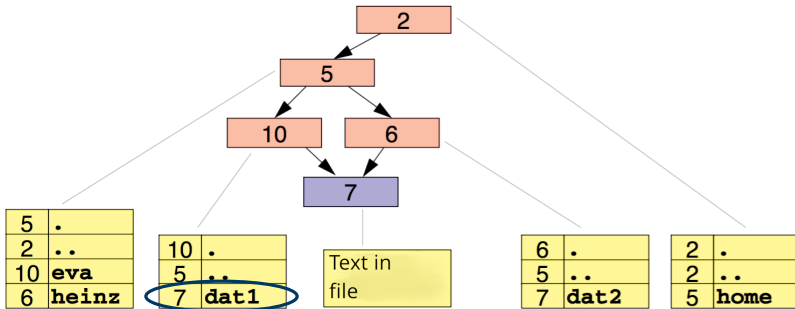 2
5
10
6
7
5 .
2 ..
10 eva
6 heinz
10 .
5 ..
7 dat1
Text in
file
6 .
5 ..
7 dat2
2 .
2 ..
5 home